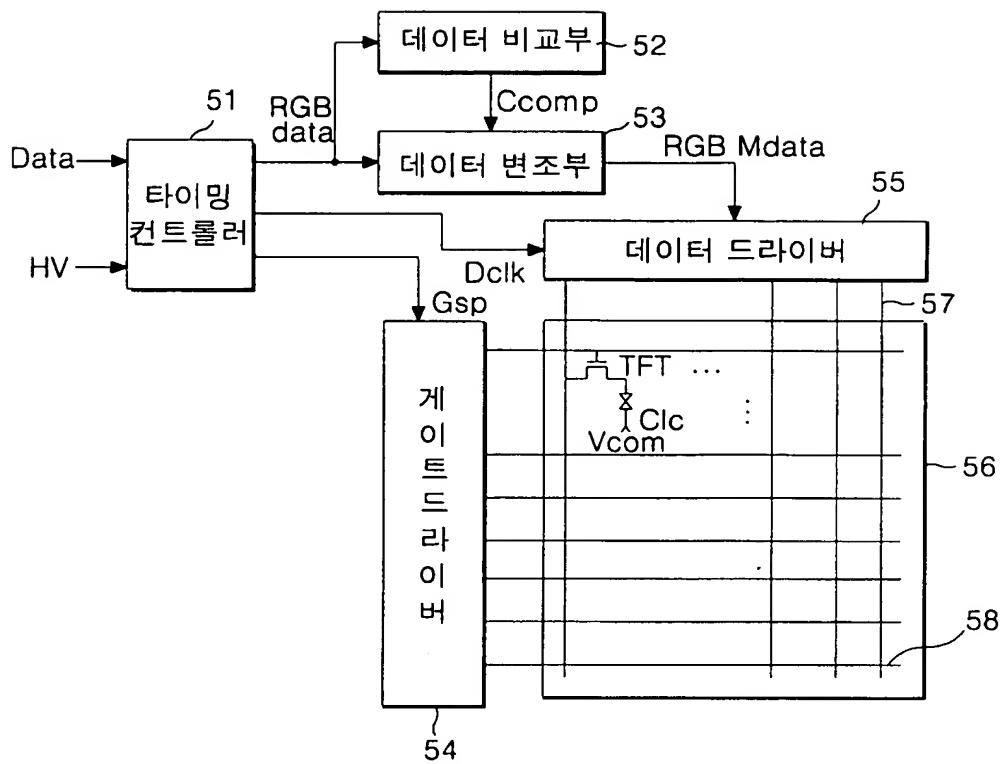 데이터 비교부
52
51
RGB
data
Ccomp
53
Data
타이밍
컨트롤러
데이터 변조부
RGB Mdata
55
HV
Dclk
데이터 드라이버
Gsp
57
게이트드라이버
TFT ...
Clc
Vcom
56
58
54